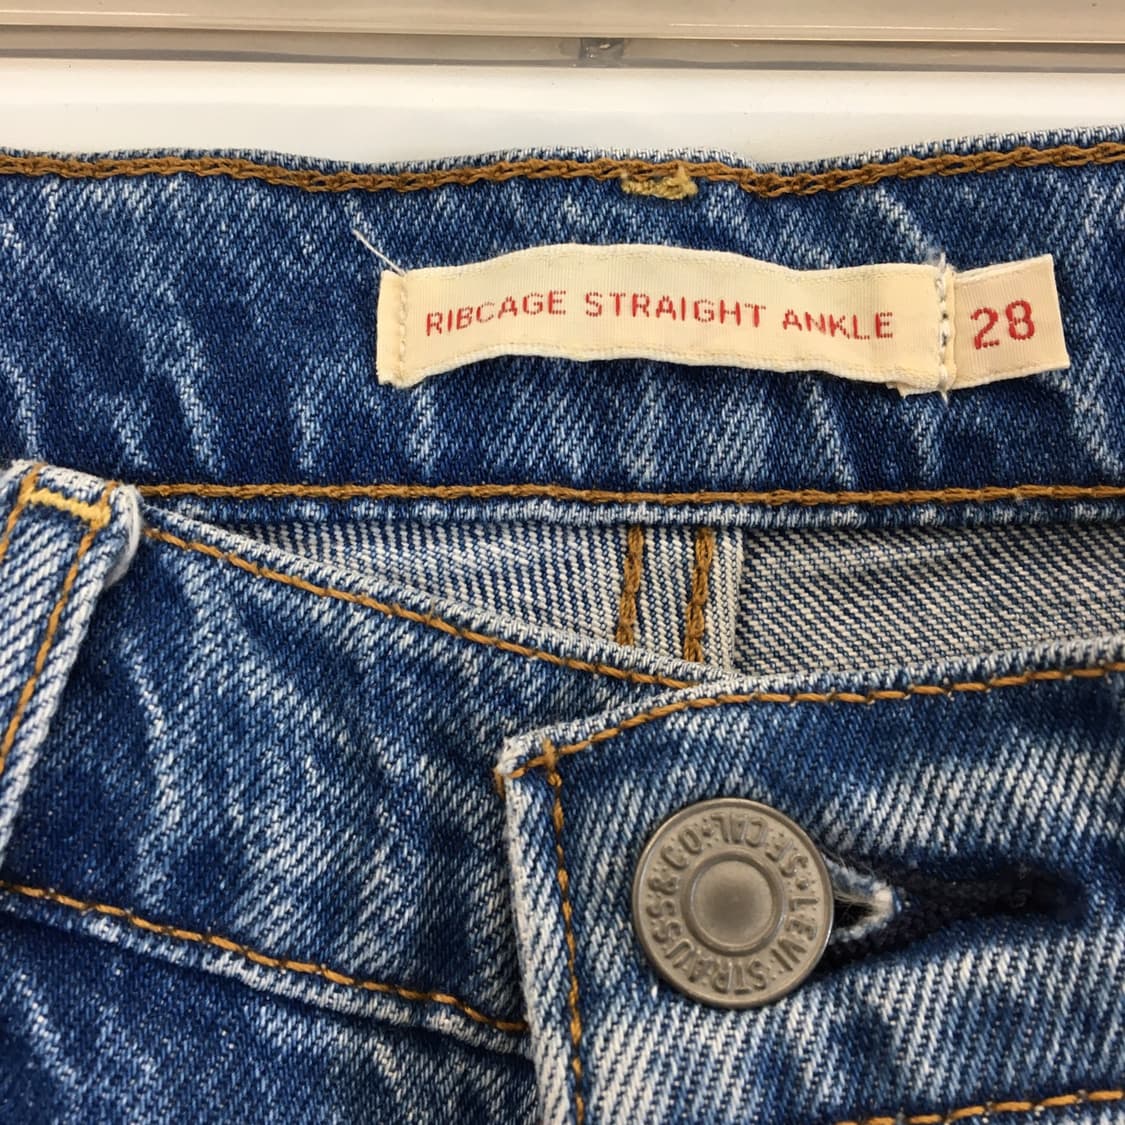 RIBCAGE STRAIGHT ANKLE 28
LEVI STRAUSS & CO. S.F. CAL.